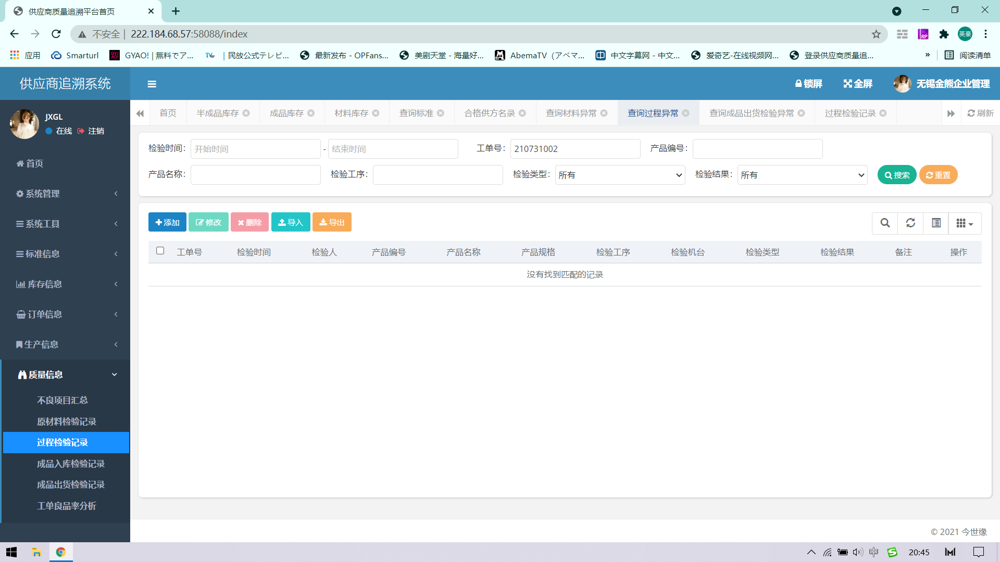 供应商质量追溯平台首页
不安全 | 222.184.68.57:58088/index
英豪
应用
Smarturl
GYAO! | 無料でア...
| 民放公式テレビ...
最新发布 - OPFans...
美剧天堂 - 海量好...
AbemaTV（アベマ...
中文字幕网 - 中文...
爱奇艺-在线视频网...
登录供应商质量追...
»
阅读清单
供应商追溯系统
锁屏
全屏
无锡金熊企业管理
JXGL
在线 注销
首页
半成品库存
成品库存
材料库存
查询标准
合格供方名录
查询材料异常
查询过程异常
查询成品出货检验异常
过程检验记录
刷新
首页
系统管理
系统工具
标准信息
库存信息
订单信息
生产信息
质量信息
不良项目汇总
原材料检验记录
过程检验记录
成品入库检验记录
成品出货检验记录
工单良品率分析
检验时间： 开始时间 - 结束时间 工单号： 210731002 产品编号：
产品名称： 检验工序： 检验类型： 所有 检验结果： 所有 搜索 重置
添加 修改 删除 导入 导出
工单号 检验时间 检验人 产品编号 产品名称 产品规格 检验工序 检验机台 检验类型 检验结果 备注 操作
没有找到匹配的记录
© 2021 今世缘
中
20:45